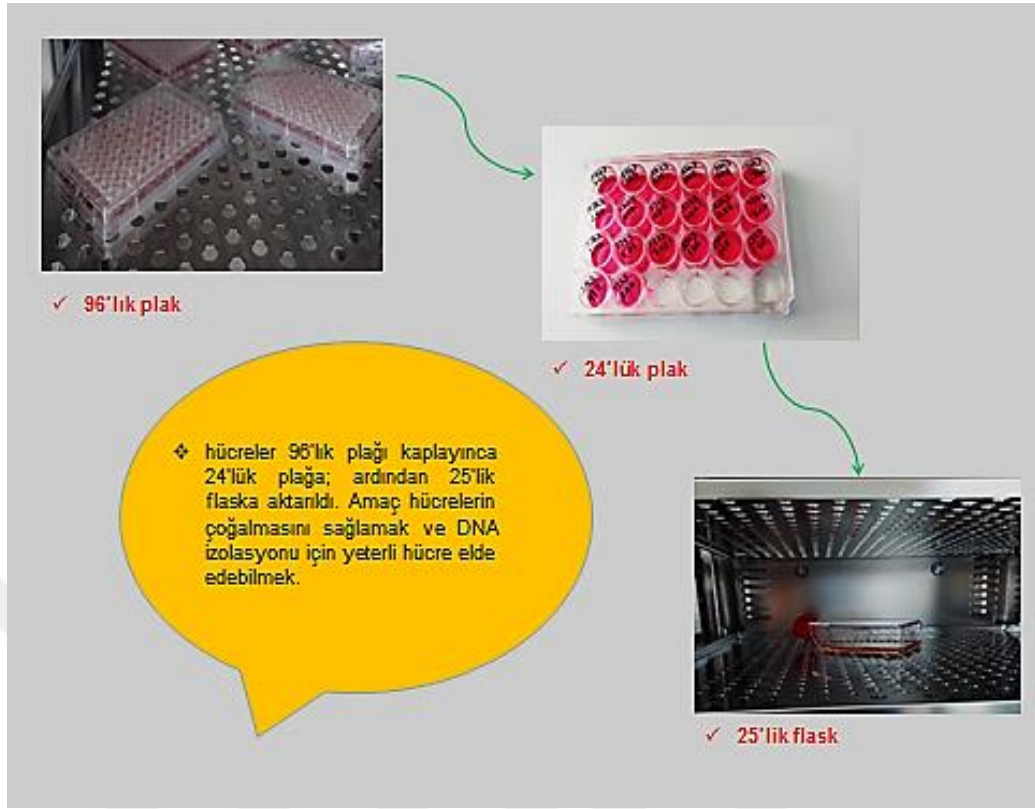 ✓ 96'lık plak
✓ 24'lük plak
❖ hücreler 96'lık plağı kaplayınca
24'lük plağa; ardından 25'lik
flaska aktarıldı. Amaç hücrelerin
çoğalmasını sağlamak ve DNA
izolasyonu için yeterli hücre elde
edebilmek.
✓ 25'lik flask